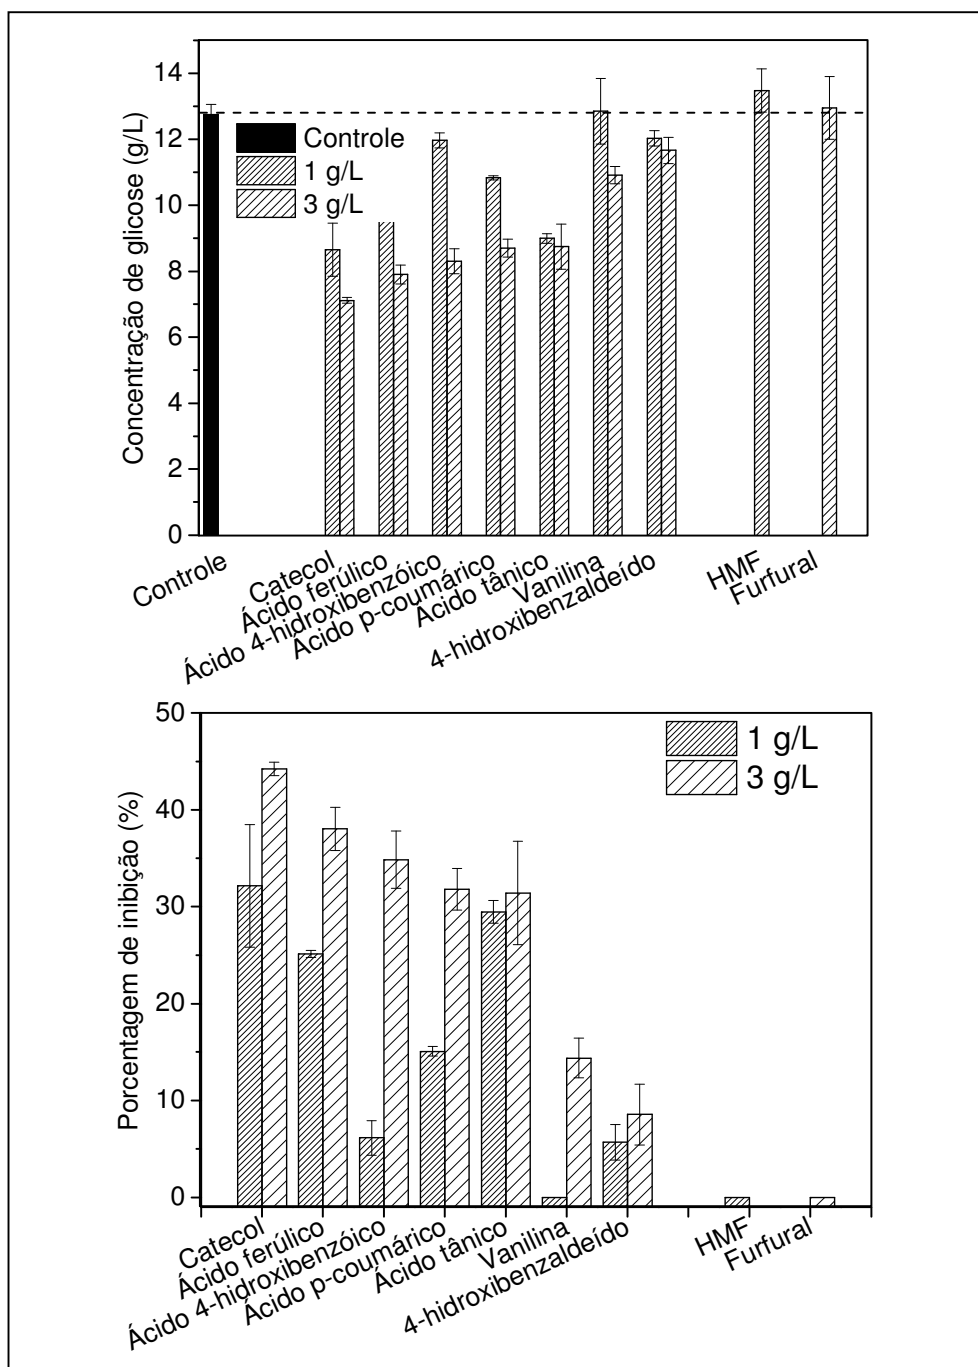 Concentração de glicose (g/L)
14
12
10
8
6
4
2
0
Controle
1 g/L
3 g/L
Controle
Catecol
Ácido ferúlico
Ácido 4-hidroxibenzóico
Ácido p-coumárico
Ácido tânico
Vanilina
4-hidroxibenzaldeído
HMF
Furfural
Porcentagem de inibição (%)
50
40
30
20
10
0
1 g/L
3 g/L
Catecol
Ácido ferúlico
Ácido 4-hidroxibenzóico
Ácido p-coumárico
Ácido tânico
Vanilina
4-hidroxibenzaldeído
HMF
Furfural